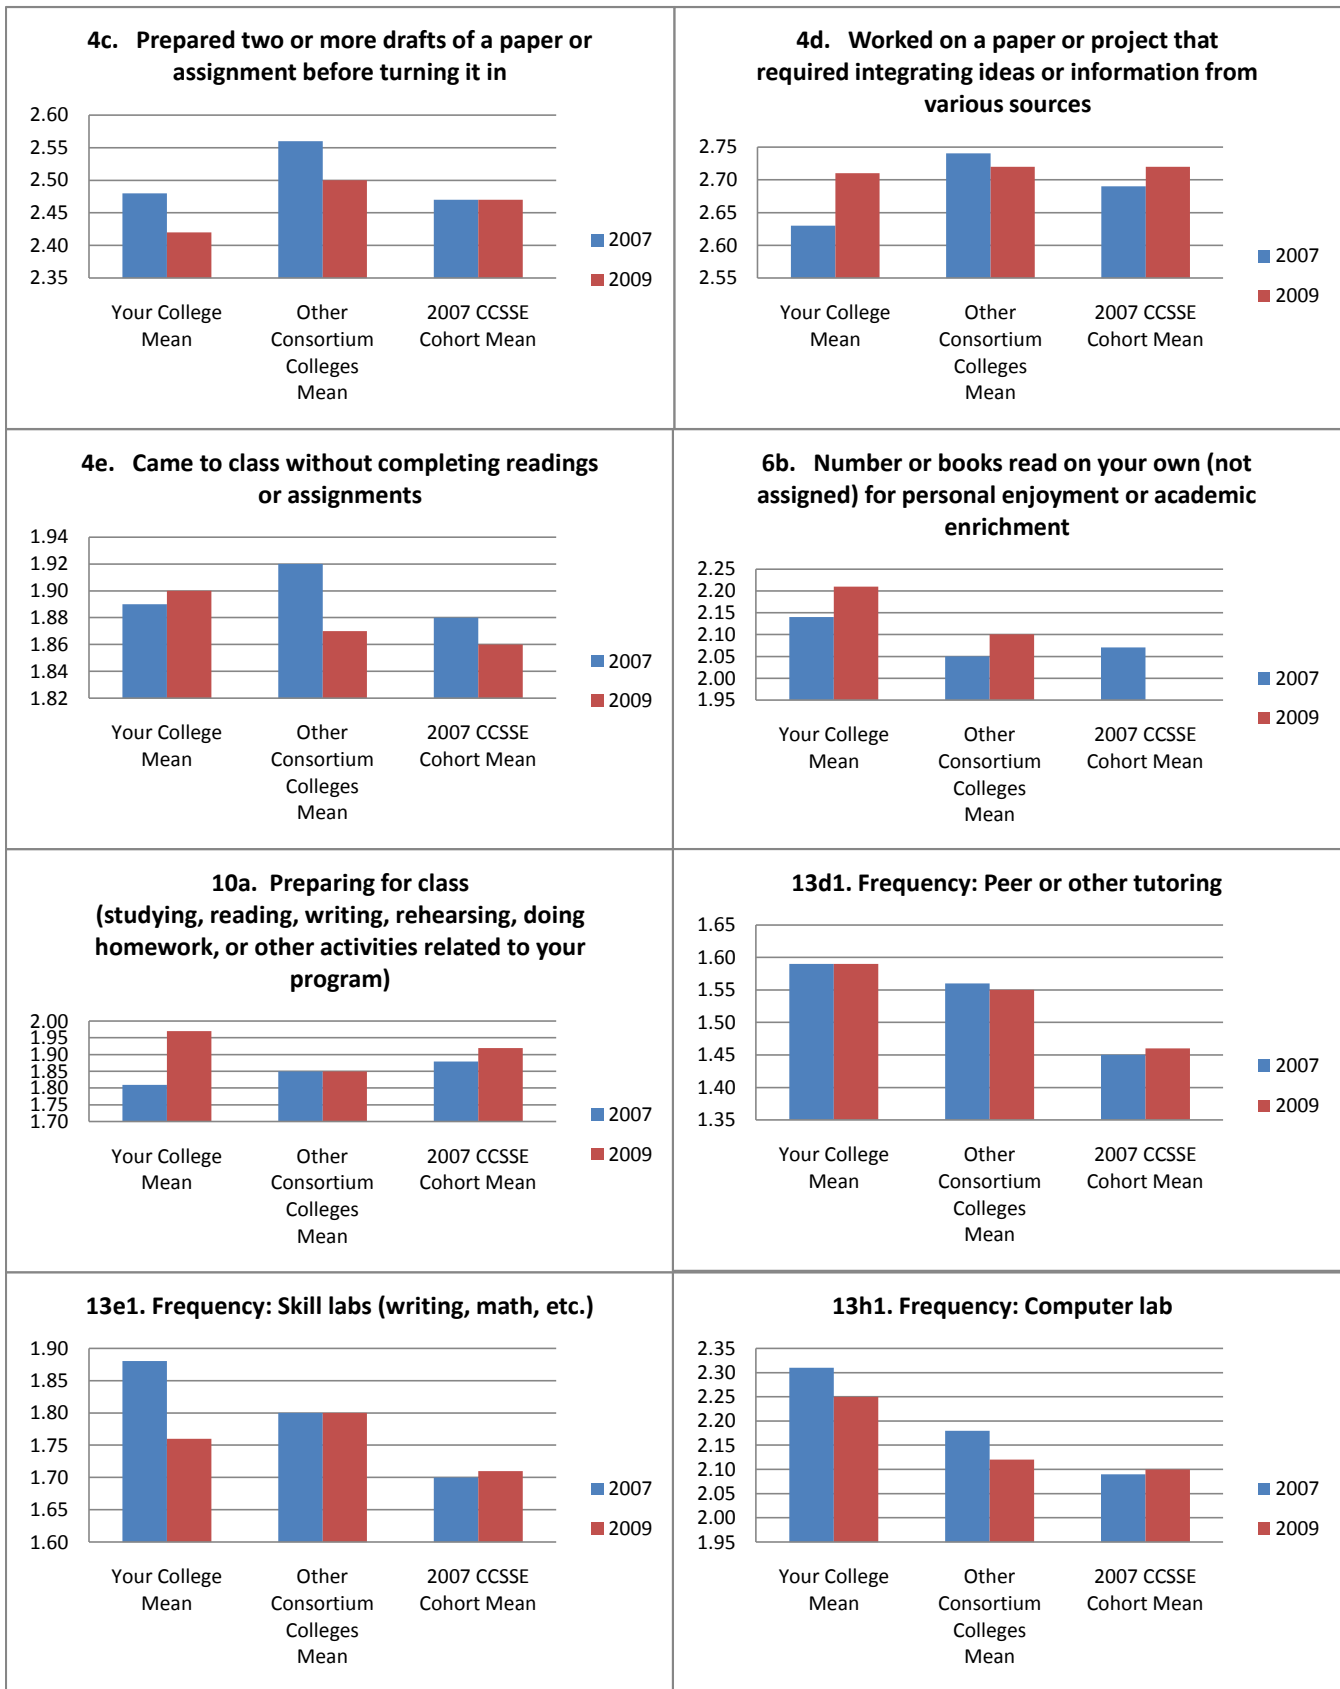 4c. Prepared two or more drafts of a paper or
assignment before turning it in
2.60
2.55
2.50
2.45
2.40
2.35
2007
2009
Your College
Mean
Other
Consortium
Colleges
Mean
2007 CCSSE
Cohort Mean
4d. Worked on a paper or project that
required integrating ideas or information from
various sources
2.75
2.70
2.65
2.60
2.55
2007
2009
Your College
Mean
Other
Consortium
Colleges
Mean
2007 CCSSE
Cohort Mean
4e. Came to class without completing readings
or assignments
1.94
1.92
1.90
1.88
1.86
1.84
1.82
2007
2009
Your College
Mean
Other
Consortium
Colleges
Mean
2007 CCSSE
Cohort Mean
6b. Number or books read on your own (not
assigned) for personal enjoyment or academic
enrichment
2.25
2.20
2.15
2.10
2.05
2.00
1.95
2007
2009
Your College
Mean
Other
Consortium
Colleges
Mean
2007 CCSSE
Cohort Mean
10a. Preparing for class
(studying, reading, writing, rehearsing, doing
homework, or other activities related to your
program)
2.00
1.95
1.90
1.85
1.80
1.75
1.70
2007
2009
Your College
Mean
Other
Consortium
Colleges
Mean
2007 CCSSE
Cohort Mean
13d1. Frequency: Peer or other tutoring
1.65
1.60
1.55
1.50
1.45
1.40
1.35
2007
2009
Your College
Mean
Other
Consortium
Colleges
Mean
2007 CCSSE
Cohort Mean
13e1. Frequency: Skill labs (writing, math, etc.)
1.90
1.85
1.80
1.75
1.70
1.65
1.60
2007
2009
Your College
Mean
Other
Consortium
Colleges
Mean
2007 CCSSE
Cohort Mean
13h1. Frequency: Computer lab
2.35
2.30
2.25
2.20
2.15
2.10
2.05
2.00
1.95
2007
2009
Your College
Mean
Other
Consortium
Colleges
Mean
2007 CCSSE
Cohort Mean